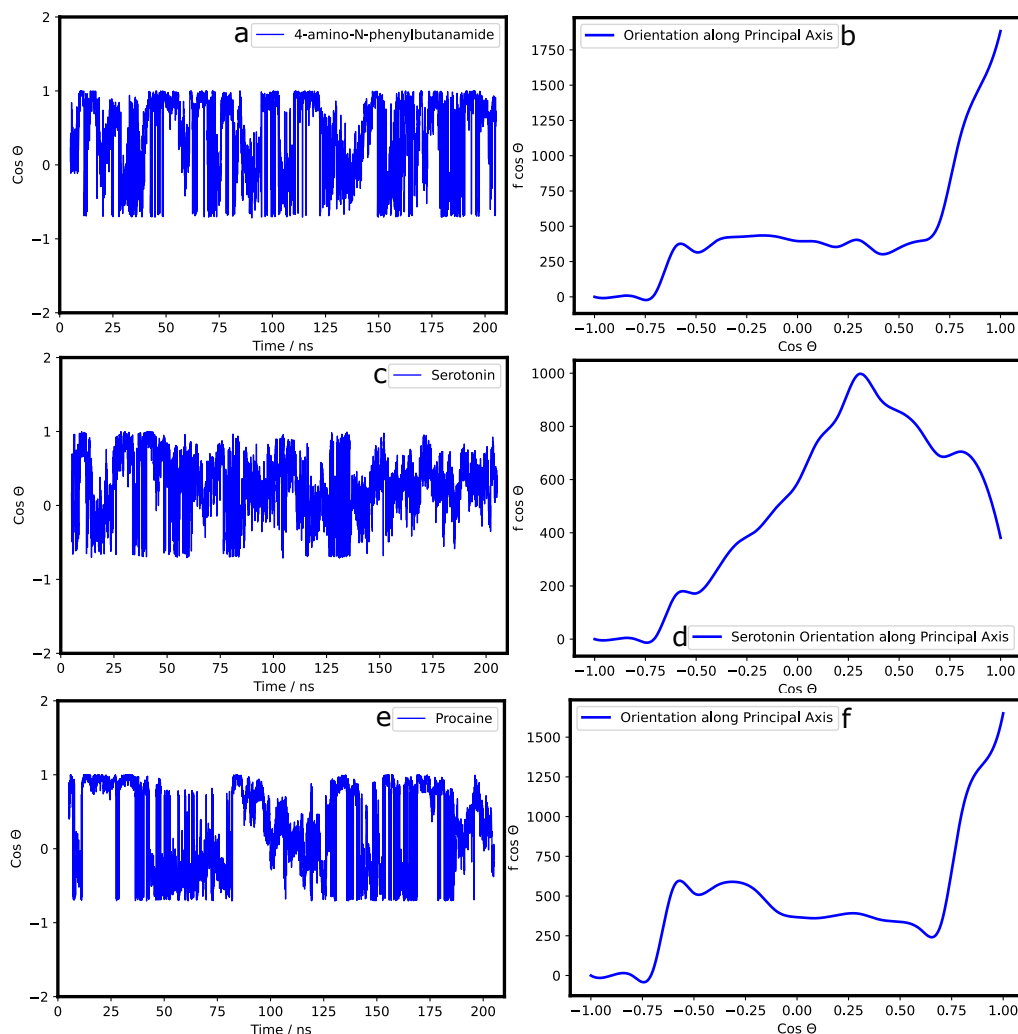 a
4-amino-N-phenylbutanamide
Cos Θ
2
1
0
−1
−2
0 25 50 75 100 125 150 175 200
Time / ns
b
Orientation along Principal Axis
f cos Θ
1750
1500
1250
1000
750
500
250
0
−1.00 −0.75 −0.50 −0.25 0.00 0.25 0.50 0.75 1.00
Cos Θ
c
Serotonin
Cos Θ
2
1
0
−1
−2
0 25 50 75 100 125 150 175 200
Time / ns
f cos Θ
1000
800
600
400
200
0
d
Serotonin Orientation along Principal Axis
−1.00 −0.75 −0.50 −0.25 0.00 0.25 0.50 0.75 1.00
Cos Θ
e
Procaine
Cos Θ
2
1
0
−1
−2
0 25 50 75 100 125 150 175 200
Time / ns
Orientation along Principal Axis
f
f cos Θ
1500
1250
1000
750
500
250
0
−1.00 −0.75 −0.50 −0.25 0.00 0.25 0.50 0.75 1.00
Cos Θ